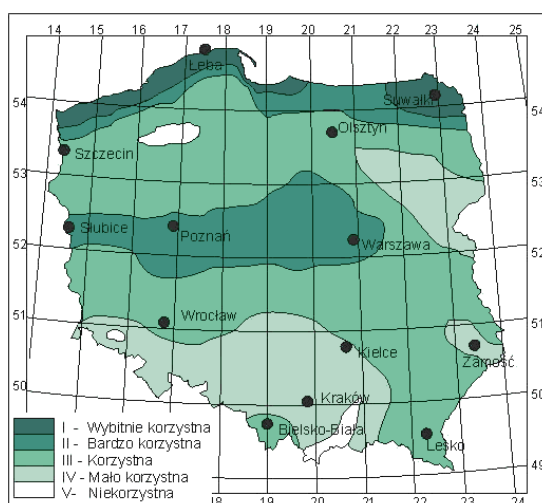 14 15 16 17 18 19 20 21 22 23 24 25
Łeba
54
Suwałki
54
Olsztyn
Szczecin
53
53
Słubice
Poznań
52
Warszawa
52
51
Wrocław
51
Kielce
Zamość
50
Kraków
50
Bielsko-Biała
Lesko
I - Wybitnie korzystna
II - Bardzo korzystna
III - Korzystna
IV - Mało korzystna
V- Niekorzystna
49
18 19 20 21 22 23 24